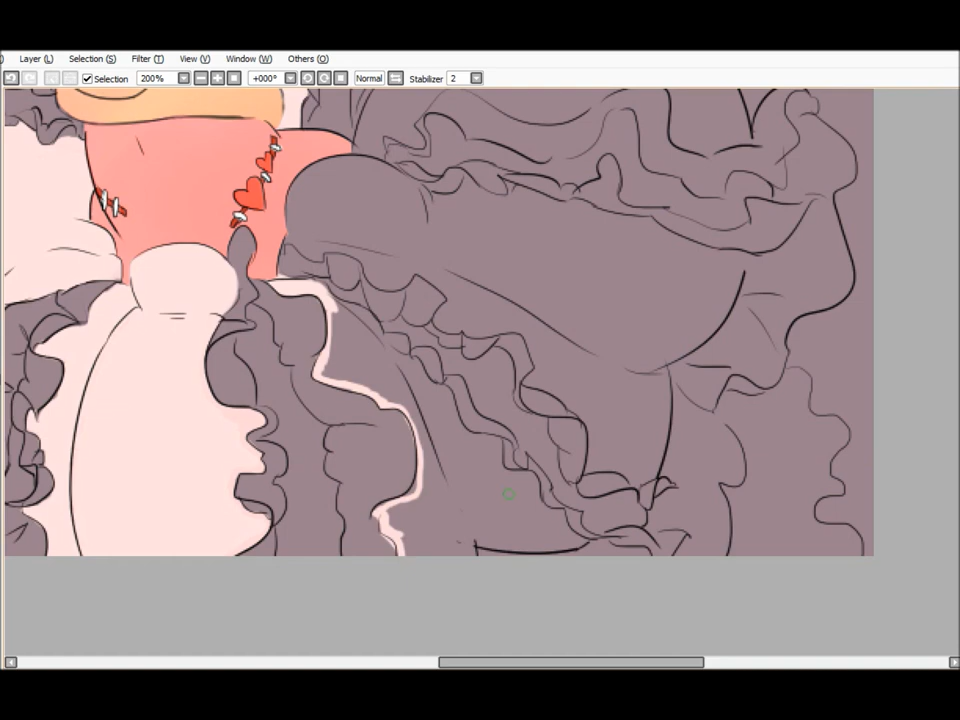 ) Layer (L) Selection (S) Filter (T) View (V) Window (W) Others (O)
Selection 200% +000° Normal Stabilizer 2